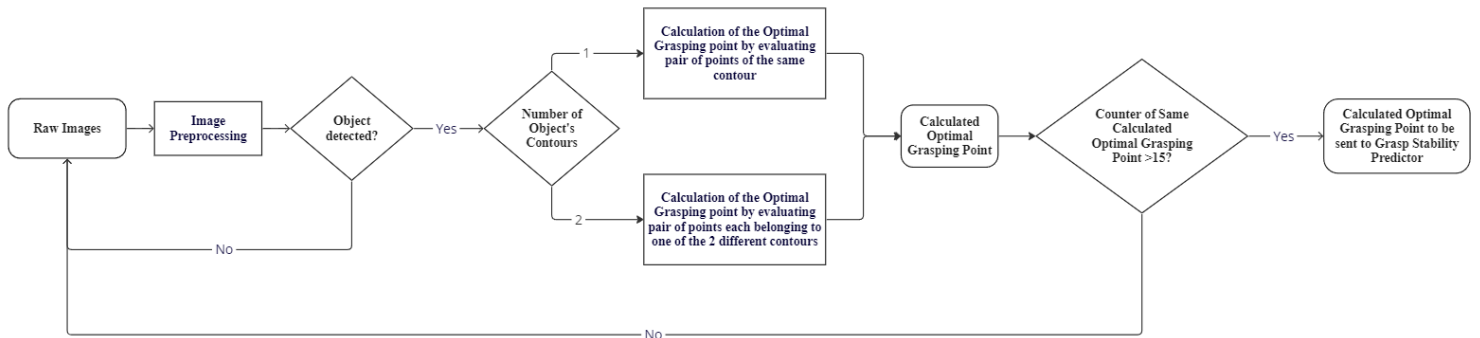 Raw Images
Image
Preprocessing
Object
detected?
Yes
No
Number of
Object's
Contours
1
Calculation of the Optimal
Grasping point by evaluating
pair of points of the same
contour
2
Calculation of the Optimal
Grasping point by evaluating
pair of points each belonging to
one of the 2 different contours
Calculated
Optimal
Grasping Point
Counter of Same
Calculated
Optimal Grasping
Point >15?
Yes
No
Calculated Optimal
Grasping Point to be
sent to Grasp Stability
Predictor